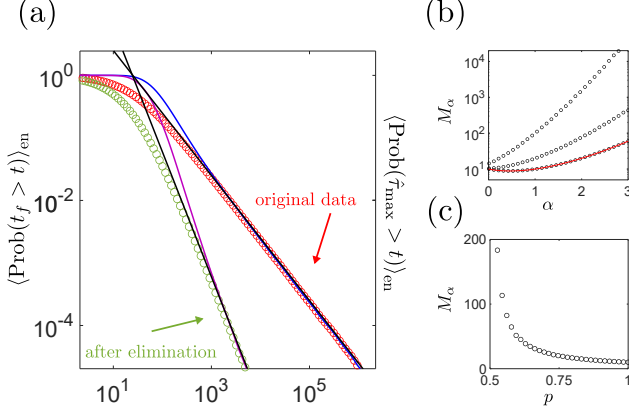 (a)
⟨Prob(t_f > t)⟩_en
10^0
10^-2
10^-4
10^1
10^3
10^5
original data
after elimination
⟨Prob(τ̂_max > t)⟩_en
(b)
M_α
10^4
10^3
10^2
10^1
0
1
2
3
α
(c)
M_α
200
100
0
0.5
0.75
1
p